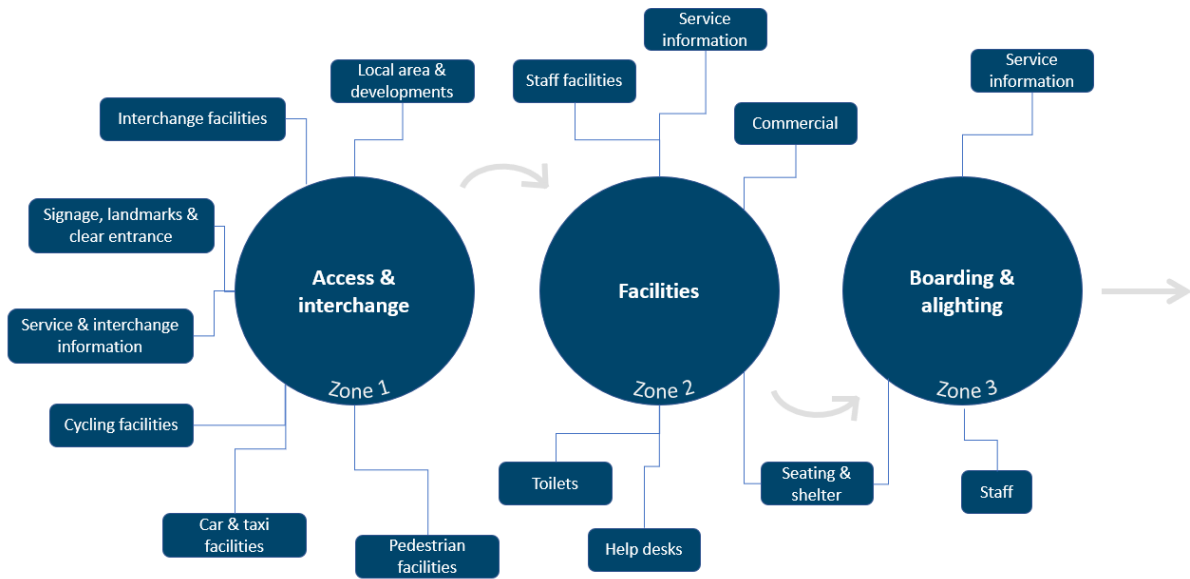 Local area &
developments
Interchange facilities
Signage, landmarks &
clear entrance
Service & interchange
information
Cycling facilities
Car & taxi
facilities
Pedestrian
facilities
Access &
interchange
Zone 1
Staff facilities
Service
information
Commercial
Facilities
Zone 2
Toilets
Help desks
Seating &
shelter
Service
information
Boarding &
alighting
Zone 3
Staff